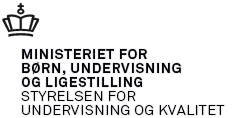 MINISTERIET FOR
BØRN, UNDERVISNING
OG LIGESTILLING
STYRELSEN FOR
UNDERVISNING OG KVALITET